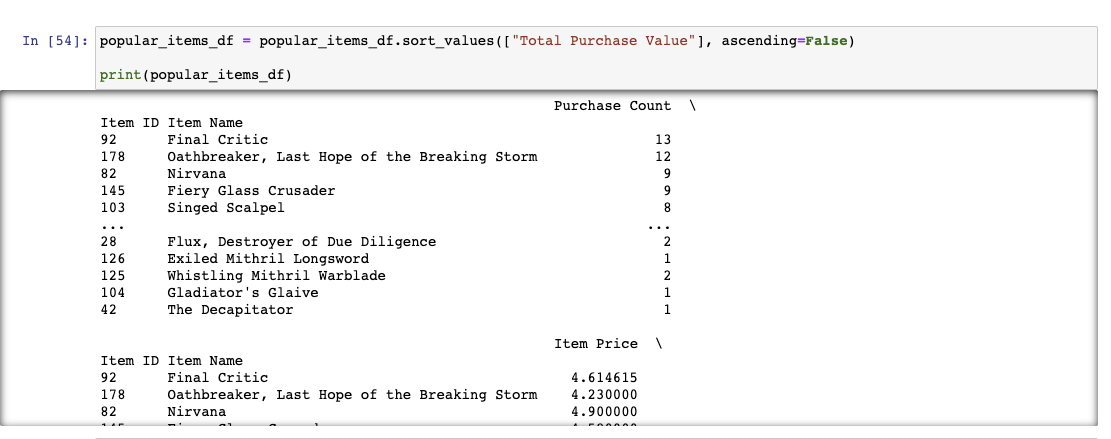 In [54]: popular_items_df = popular_items_df.sort_values(["Total Purchase Value"], ascending=False)
print(popular_items_df)
Purchase Count \
Item ID Item Name
92 Final Critic 13
178 Oathbreaker, Last Hope of the Breaking Storm 12
82 Nirvana 9
145 Fiery Glass Crusader 9
103 Singed Scalpel 8
... ...
28 Flux, Destroyer of Due Diligence 2
126 Exiled Mithril Longsword 1
125 Whistling Mithril Warblade 2
104 Gladiator's Glaive 1
42 The Decapitator 1
Item Price \
Item ID Item Name
92 Final Critic 4.614615
178 Oathbreaker, Last Hope of the Breaking Storm 4.230000
82 Nirvana 4.900000